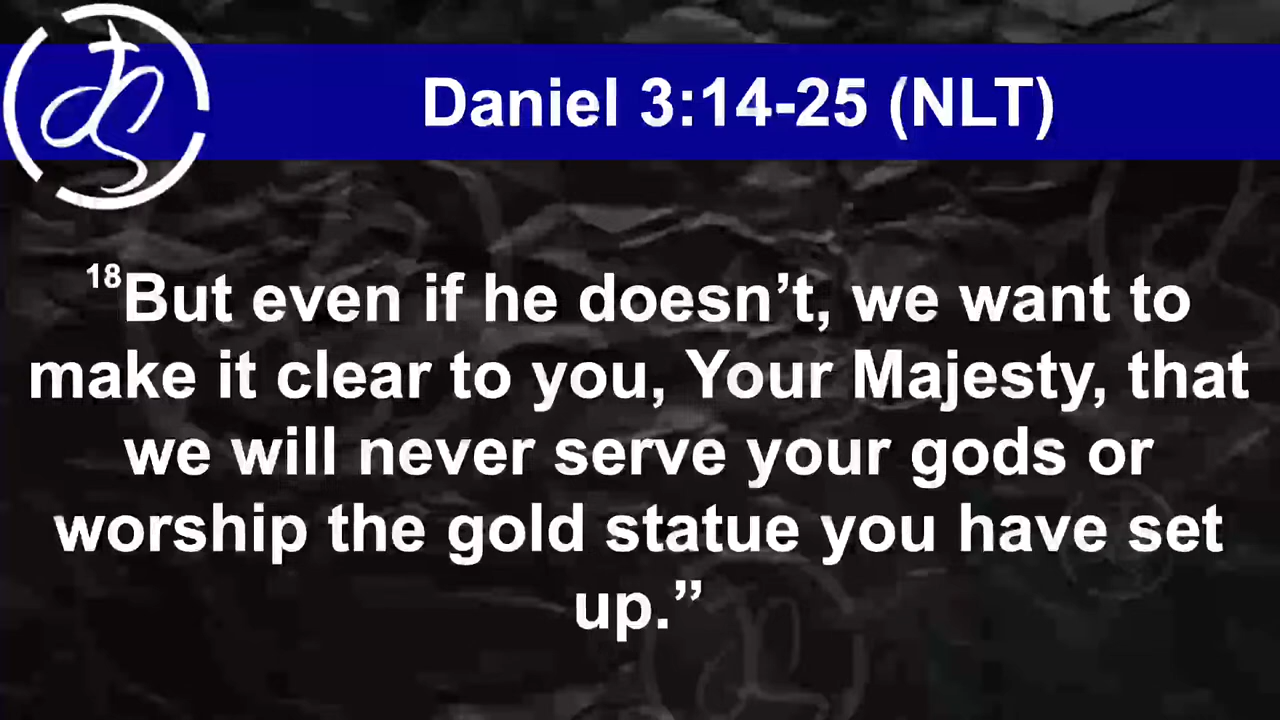 Daniel 3:14-25 (NLT)
18But even if he doesn’t, we want to
make it clear to you, Your Majesty, that
we will never serve your gods or
worship the gold statue you have set
up.”